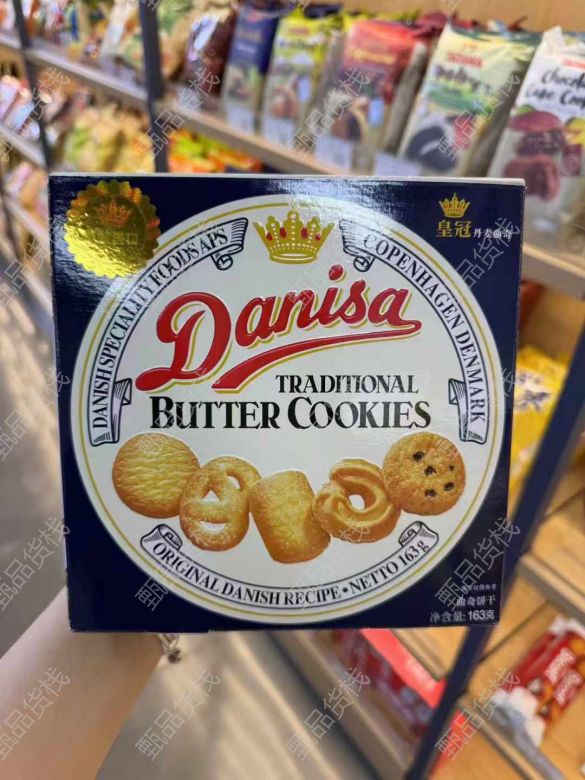 皇冠 丹麦曲奇
DANISH SPECIALITY FOODS APS
COPENHAGEN DENMARK
Danisa
TRADITIONAL
BUTTER COOKIES
ORIGINAL DANISH RECIPE • NETTO 163g
曲奇饼干
净含量: 163克
甄品货栈